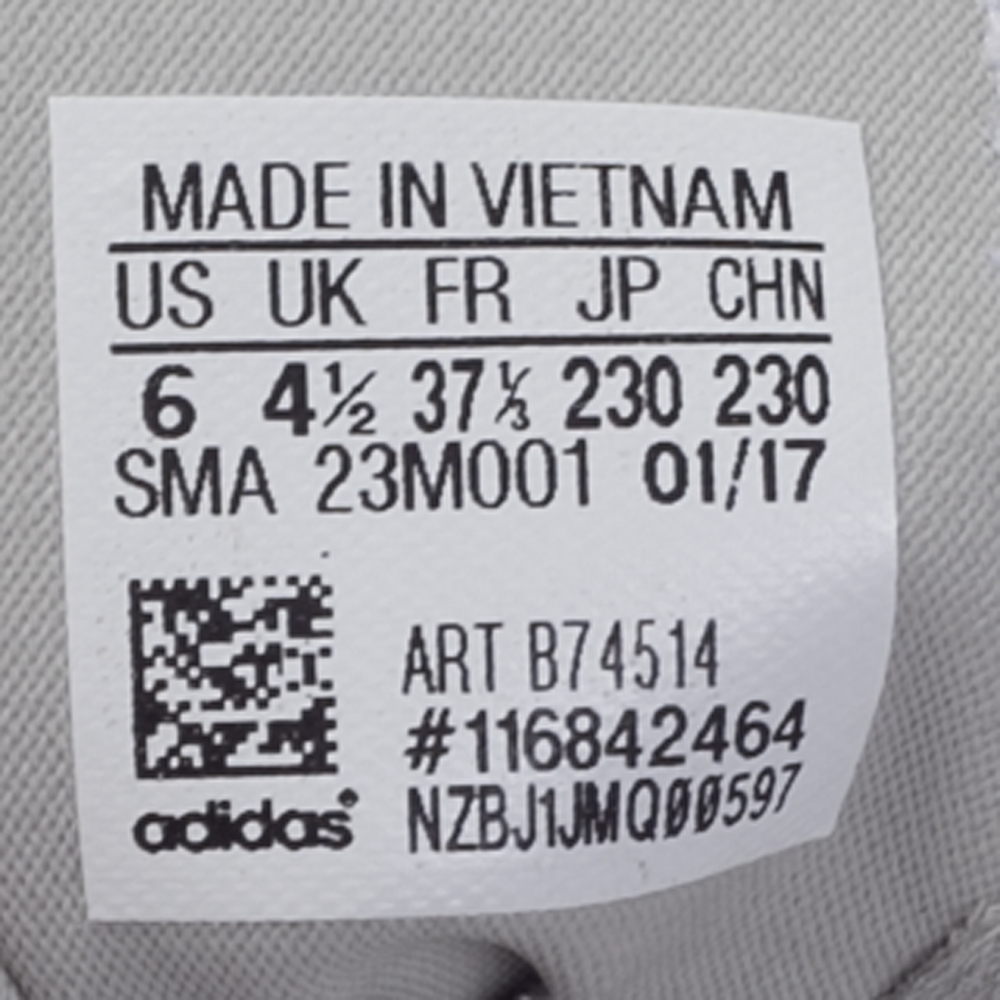 MADE IN VIETNAM
US UK FR JP CHN
6 4½ 37⅓ 230 230
SMA 23M001 01/17
ART B74514
#116842464
adidas® NZBJ1JMQ00597